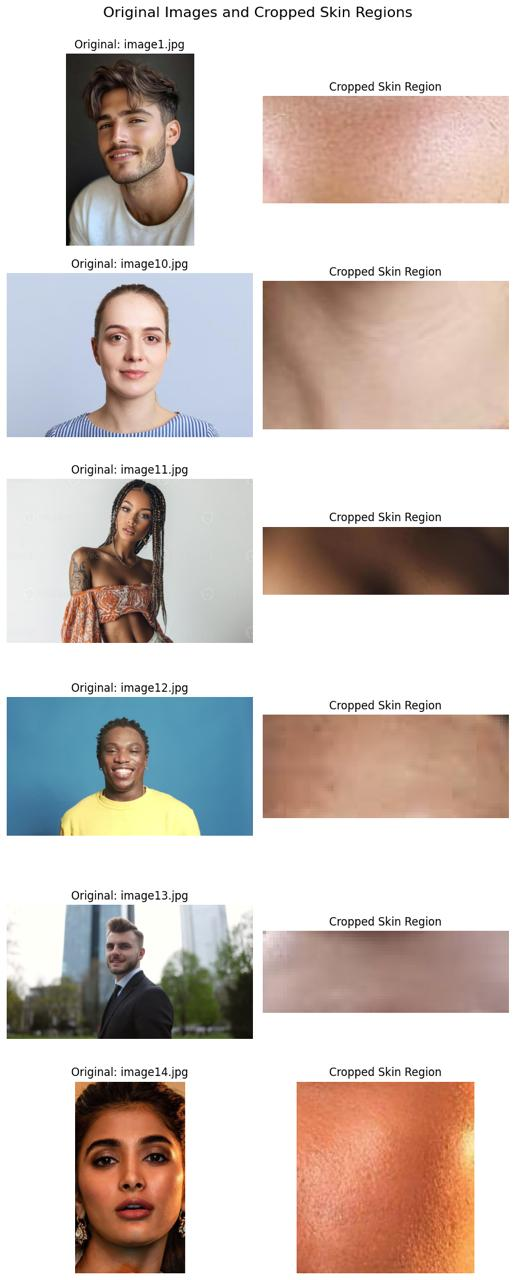 Original Images and Cropped Skin Regions
Original: image1.jpg
Cropped Skin Region
Original: image10.jpg
Cropped Skin Region
Original: image11.jpg
Cropped Skin Region
Original: image12.jpg
Cropped Skin Region
Original: image13.jpg
Cropped Skin Region
Original: image14.jpg
Cropped Skin Region